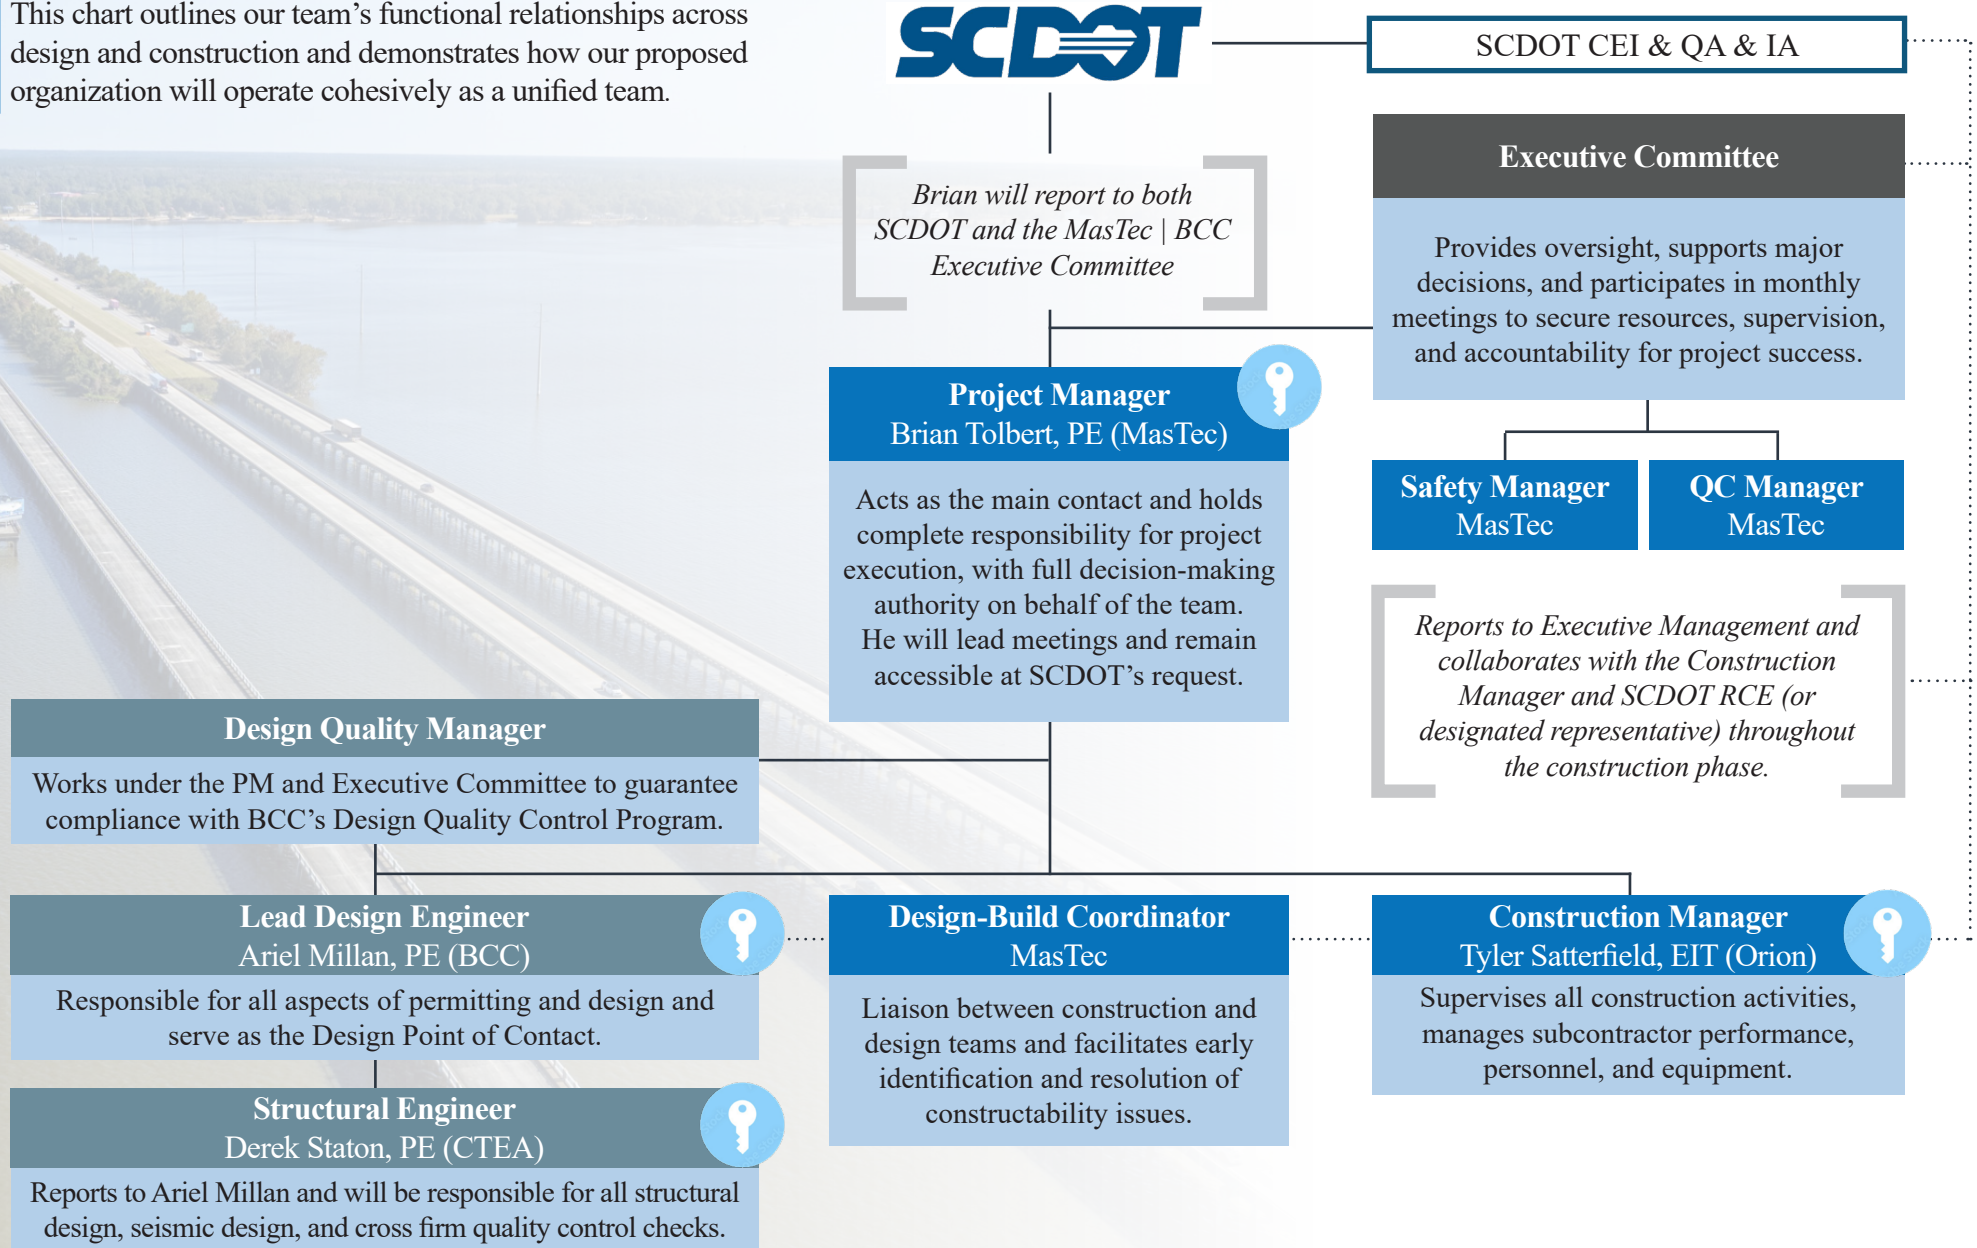 This chart outlines our team’s functional relationships across
design and construction and demonstrates how our proposed
organization will operate cohesively as a unified team.
SCDOT
SCDOT CEI & QA & IA
Brian will report to both
SCDOT and the MasTec | BCC
Executive Committee
Executive Committee
Provides oversight, supports major
decisions, and participates in monthly
meetings to secure resources, supervision,
and accountability for project success.
Project Manager
Brian Tolbert, PE (MasTec)
Acts as the main contact and holds
complete responsibility for project
execution, with full decision-making
authority on behalf of the team.
He will lead meetings and remain
accessible at SCDOT’s request.
Safety Manager
MasTec
QC Manager
MasTec
Reports to Executive Management and
collaborates with the Construction
Manager and SCDOT RCE (or
designated representative) throughout
the construction phase.
Design Quality Manager
Works under the PM and Executive Committee to guarantee
compliance with BCC’s Design Quality Control Program.
Lead Design Engineer
Ariel Millan, PE (BCC)
Responsible for all aspects of permitting and design and
serve as the Design Point of Contact.
Structural Engineer
Derek Staton, PE (CTEA)
Reports to Ariel Millan and will be responsible for all structural
design, seismic design, and cross firm quality control checks.
Design-Build Coordinator
MasTec
Liaison between construction and
design teams and facilitates early
identification and resolution of
constructability issues.
Construction Manager
Tyler Satterfield, EIT (Orion)
Supervises all construction activities,
manages subcontractor performance,
personnel, and equipment.